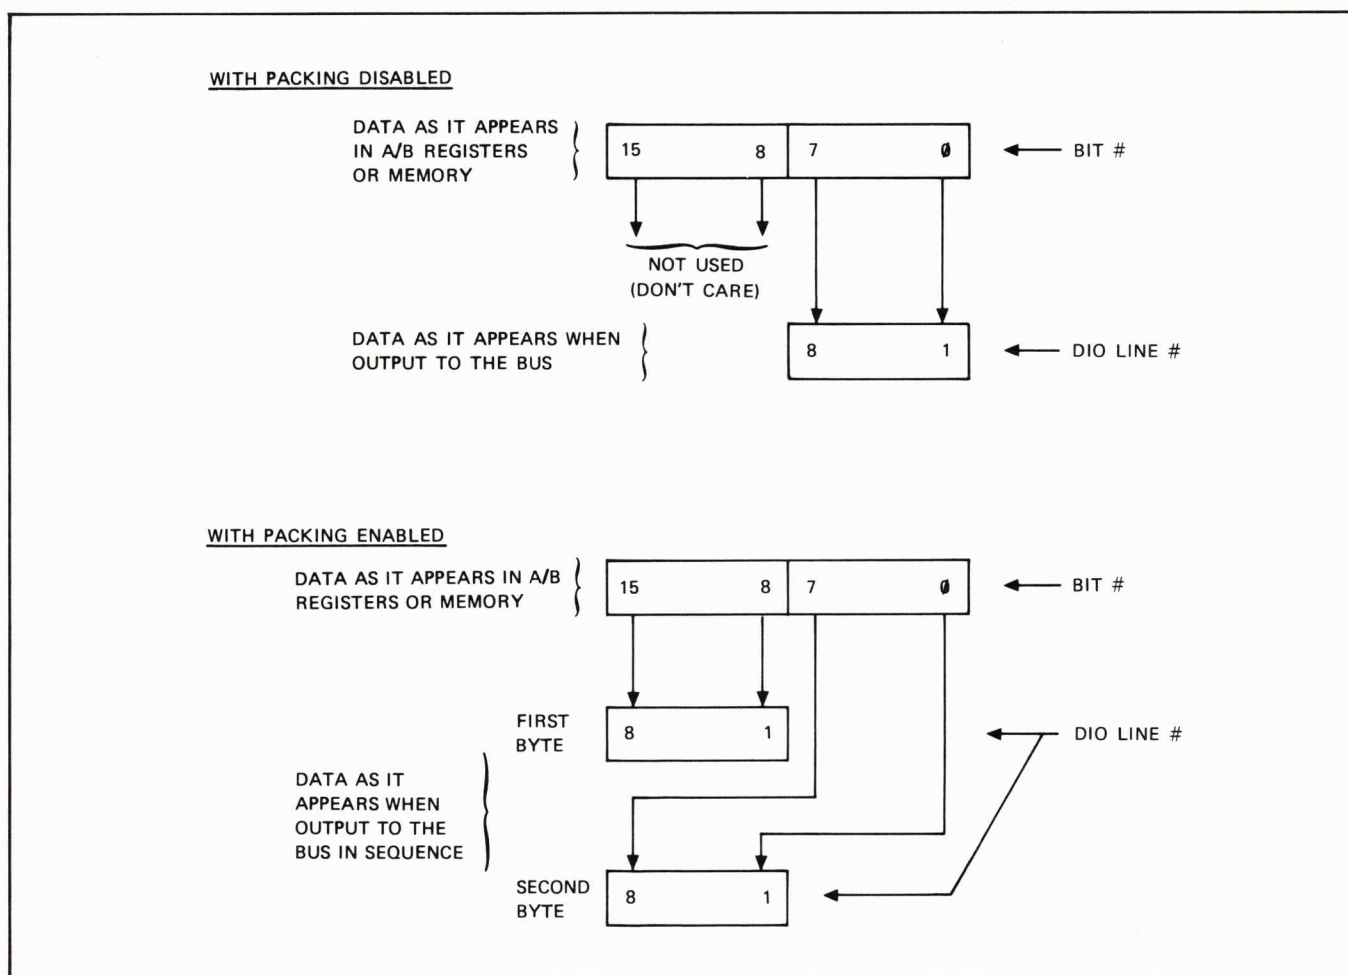 WITH PACKING DISABLED
DATA AS IT APPEARS
IN A/B REGISTERS
OR MEMORY
15 8 7 0
BIT #
NOT USED
(DON'T CARE)
DATA AS IT APPEARS WHEN
OUTPUT TO THE BUS
8 1
DIO LINE #
WITH PACKING ENABLED
DATA AS IT APPEARS IN A/B
REGISTERS OR MEMORY
15 8 7 0
BIT #
FIRST
BYTE
8 1
DIO LINE #
DATA AS IT
APPEARS WHEN
OUTPUT TO THE
BUS IN SEQUENCE
SECOND
BYTE
8 1